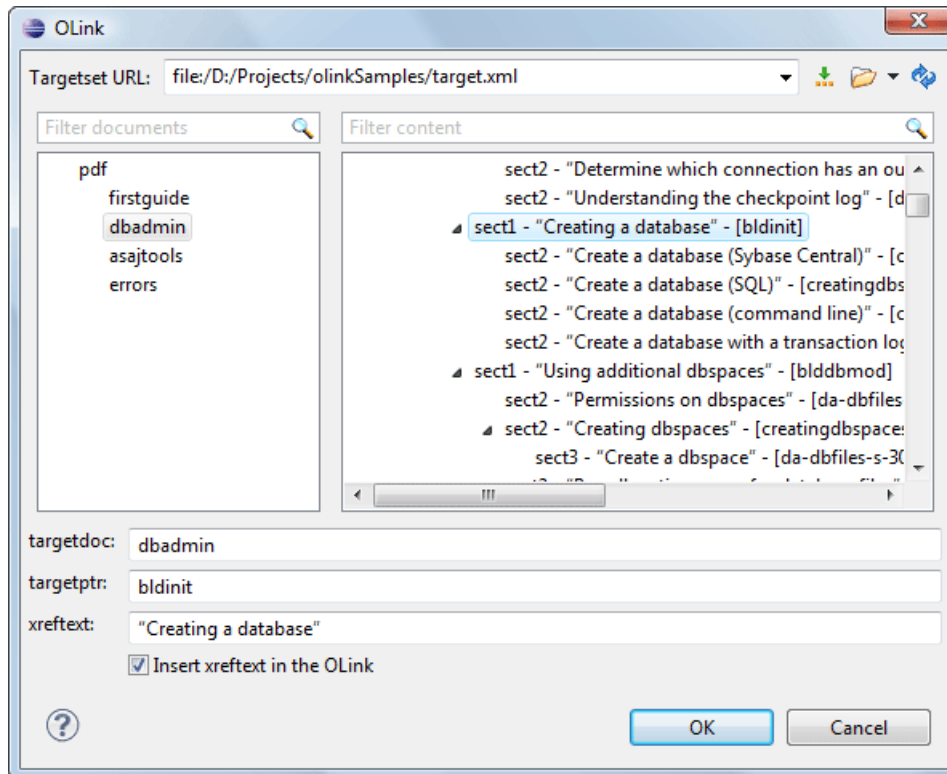 OLink
Targetset URL: file:/D:/Projects/olinkSamples/target.xml
Filter documents
Filter content
pdf
firstguide
dbadmin
asajtools
errors
sect2 - “Determine which connection has an ou
sect2 - “Understanding the checkpoint log” - [d
sect1 - “Creating a database” - [bldinit]
sect2 - “Create a database (Sybase Central)” - [c
sect2 - “Create a database (SQL)” - [creatingdbs
sect2 - “Create a database (command line)” - [c
sect2 - “Create a database with a transaction log
sect1 - “Using additional dbspaces” - [blddbmod]
sect2 - “Permissions on dbspaces” - [da-dbfiles
sect2 - “Creating dbspaces” - [creatingdbspaces
sect3 - “Create a dbspace” - [da-dbfiles-s-30
targetdoc: dbadmin
targetptr: bldinit
xreftext: “Creating a database”
Insert xreftext in the OLink
OK
Cancel